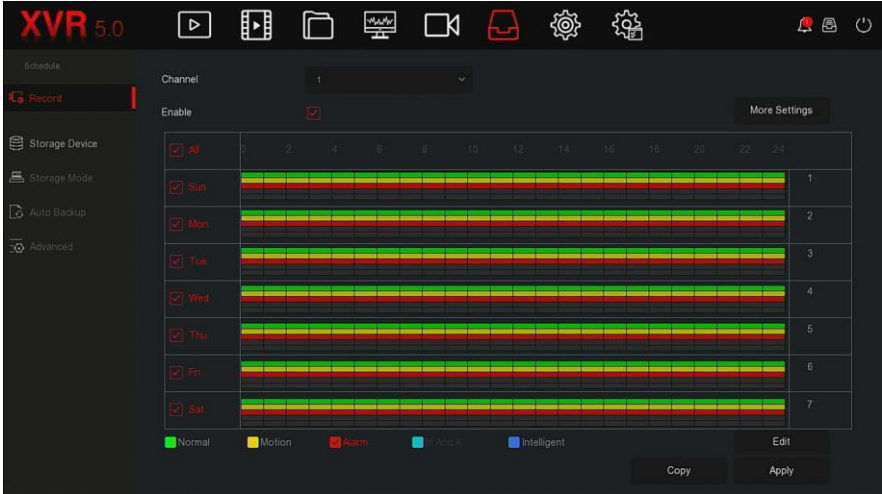 XVR 5.0
Schedule
Record
Storage Device
Storage Mode
Auto Backup
Advanced
Channel
1
Enable
More Settings
All 0 2 4 6 8 10 12 14 16 18 20 22 24
Sun 1
Mon 2
Tue 3
Wed 4
Thu 5
Fri 6
Sat 7
Normal Motion Alarm M And A Intelligent
Edit
Copy Apply